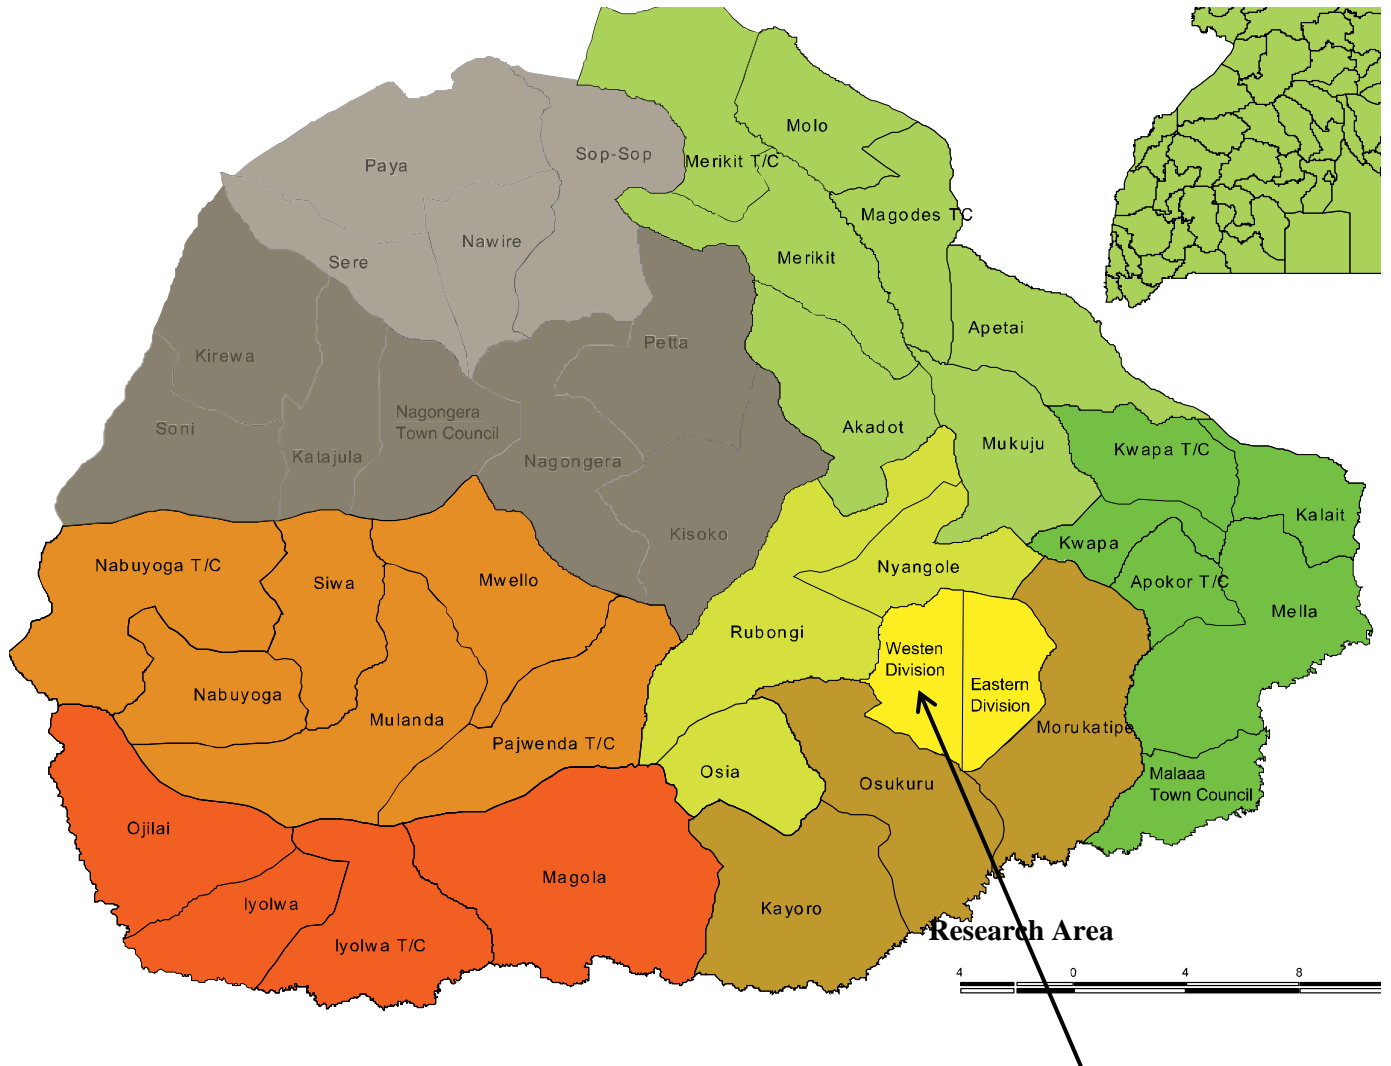 Molo
Sop-Sop
Merikit T/C
Paya
Magodes TC
Nawire
Merikit
Sere
Apetai
Petta
Kirewa
Nagongera
Town Council
Soni
Akadot
Mukuju
Kwapa T/C
Katajula
Nagongera
Kalait
Kisoko
Kwapa
Nabuyoga T/C
Siwa
Mwello
Nyangole
Apokor T/C
Mella
Rubongi
Westen
Division
Eastern
Division
Nabuyoga
Mulanda
Morukatipe
Pajwenda T/C
Osia
Osukuru
Malaaa
Town Council
Ojilai
Magola
Iyolwa
Kayoro
Iyolwa T/C
Research Area
4 0 4 8